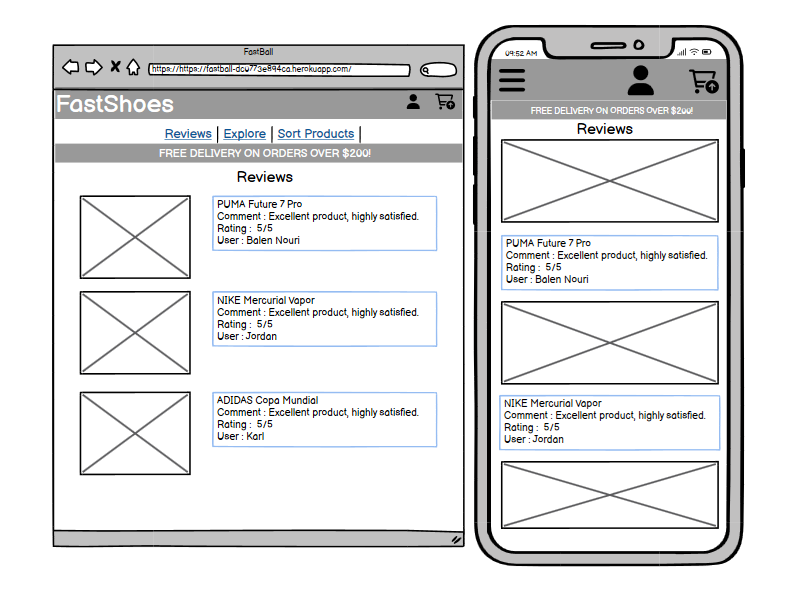 FastBall
https://https://fastball-dcu773e894ca.herokuapp.com/
FastShoes
Reviews | Explore | Sort Products |
FREE DELIVERY ON ORDERS OVER $200!
Reviews
PUMA Future 7 Pro
Comment : Excellent product, highly satisfied.
Rating : 5/5
User : Balen Nouri
NIKE Mercurial Vapor
Comment : Excellent product, highly satisfied.
Rating : 5/5
User : Jordan
ADIDAS Copa Mundial
Comment : Excellent product, highly satisfied.
Rating : 5/5
User : Karl
09:52 AM
FREE DELIVERY ON ORDERS OVER $200!
Reviews
PUMA Future 7 Pro
Comment : Excellent product, highly satisfied.
Rating : 5/5
User : Balen Nouri
NIKE Mercurial Vapor
Comment : Excellent product, highly satisfied.
Rating : 5/5
User : Jordan